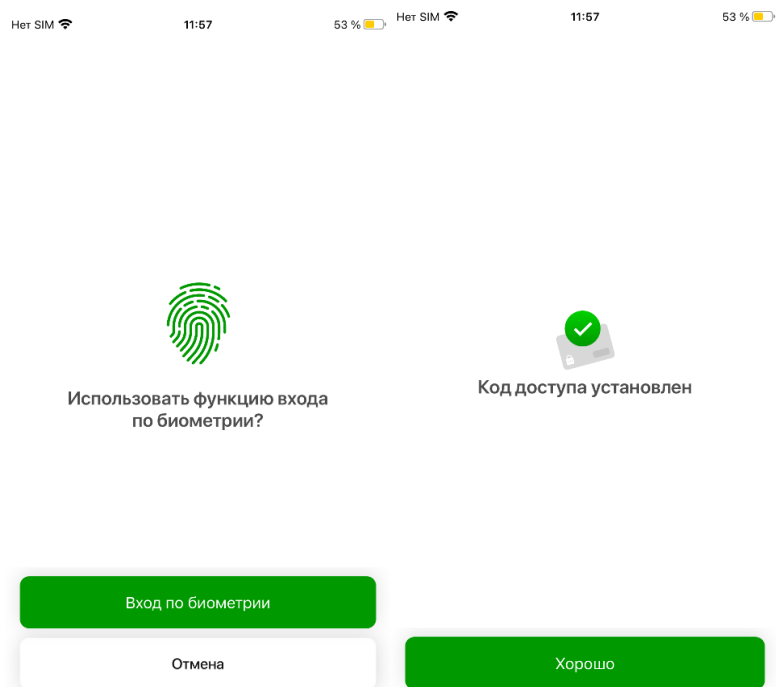 Нет SIM 11:57 53 %
Использовать функцию входа
по биометрии?
Вход по биометрии
Отмена
Нет SIM 11:57 53 %
Код доступа установлен
Хорошо